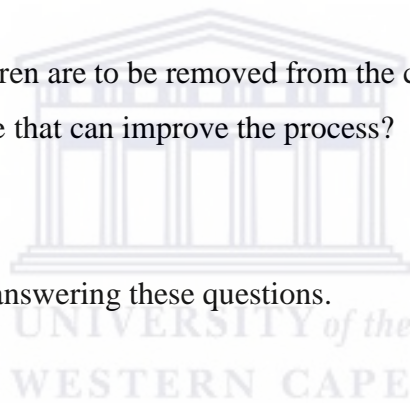 ren are to be removed from the c
e that can improve the process?
answering these questions.
UNIVERSITY of the
WESTERN CAPE